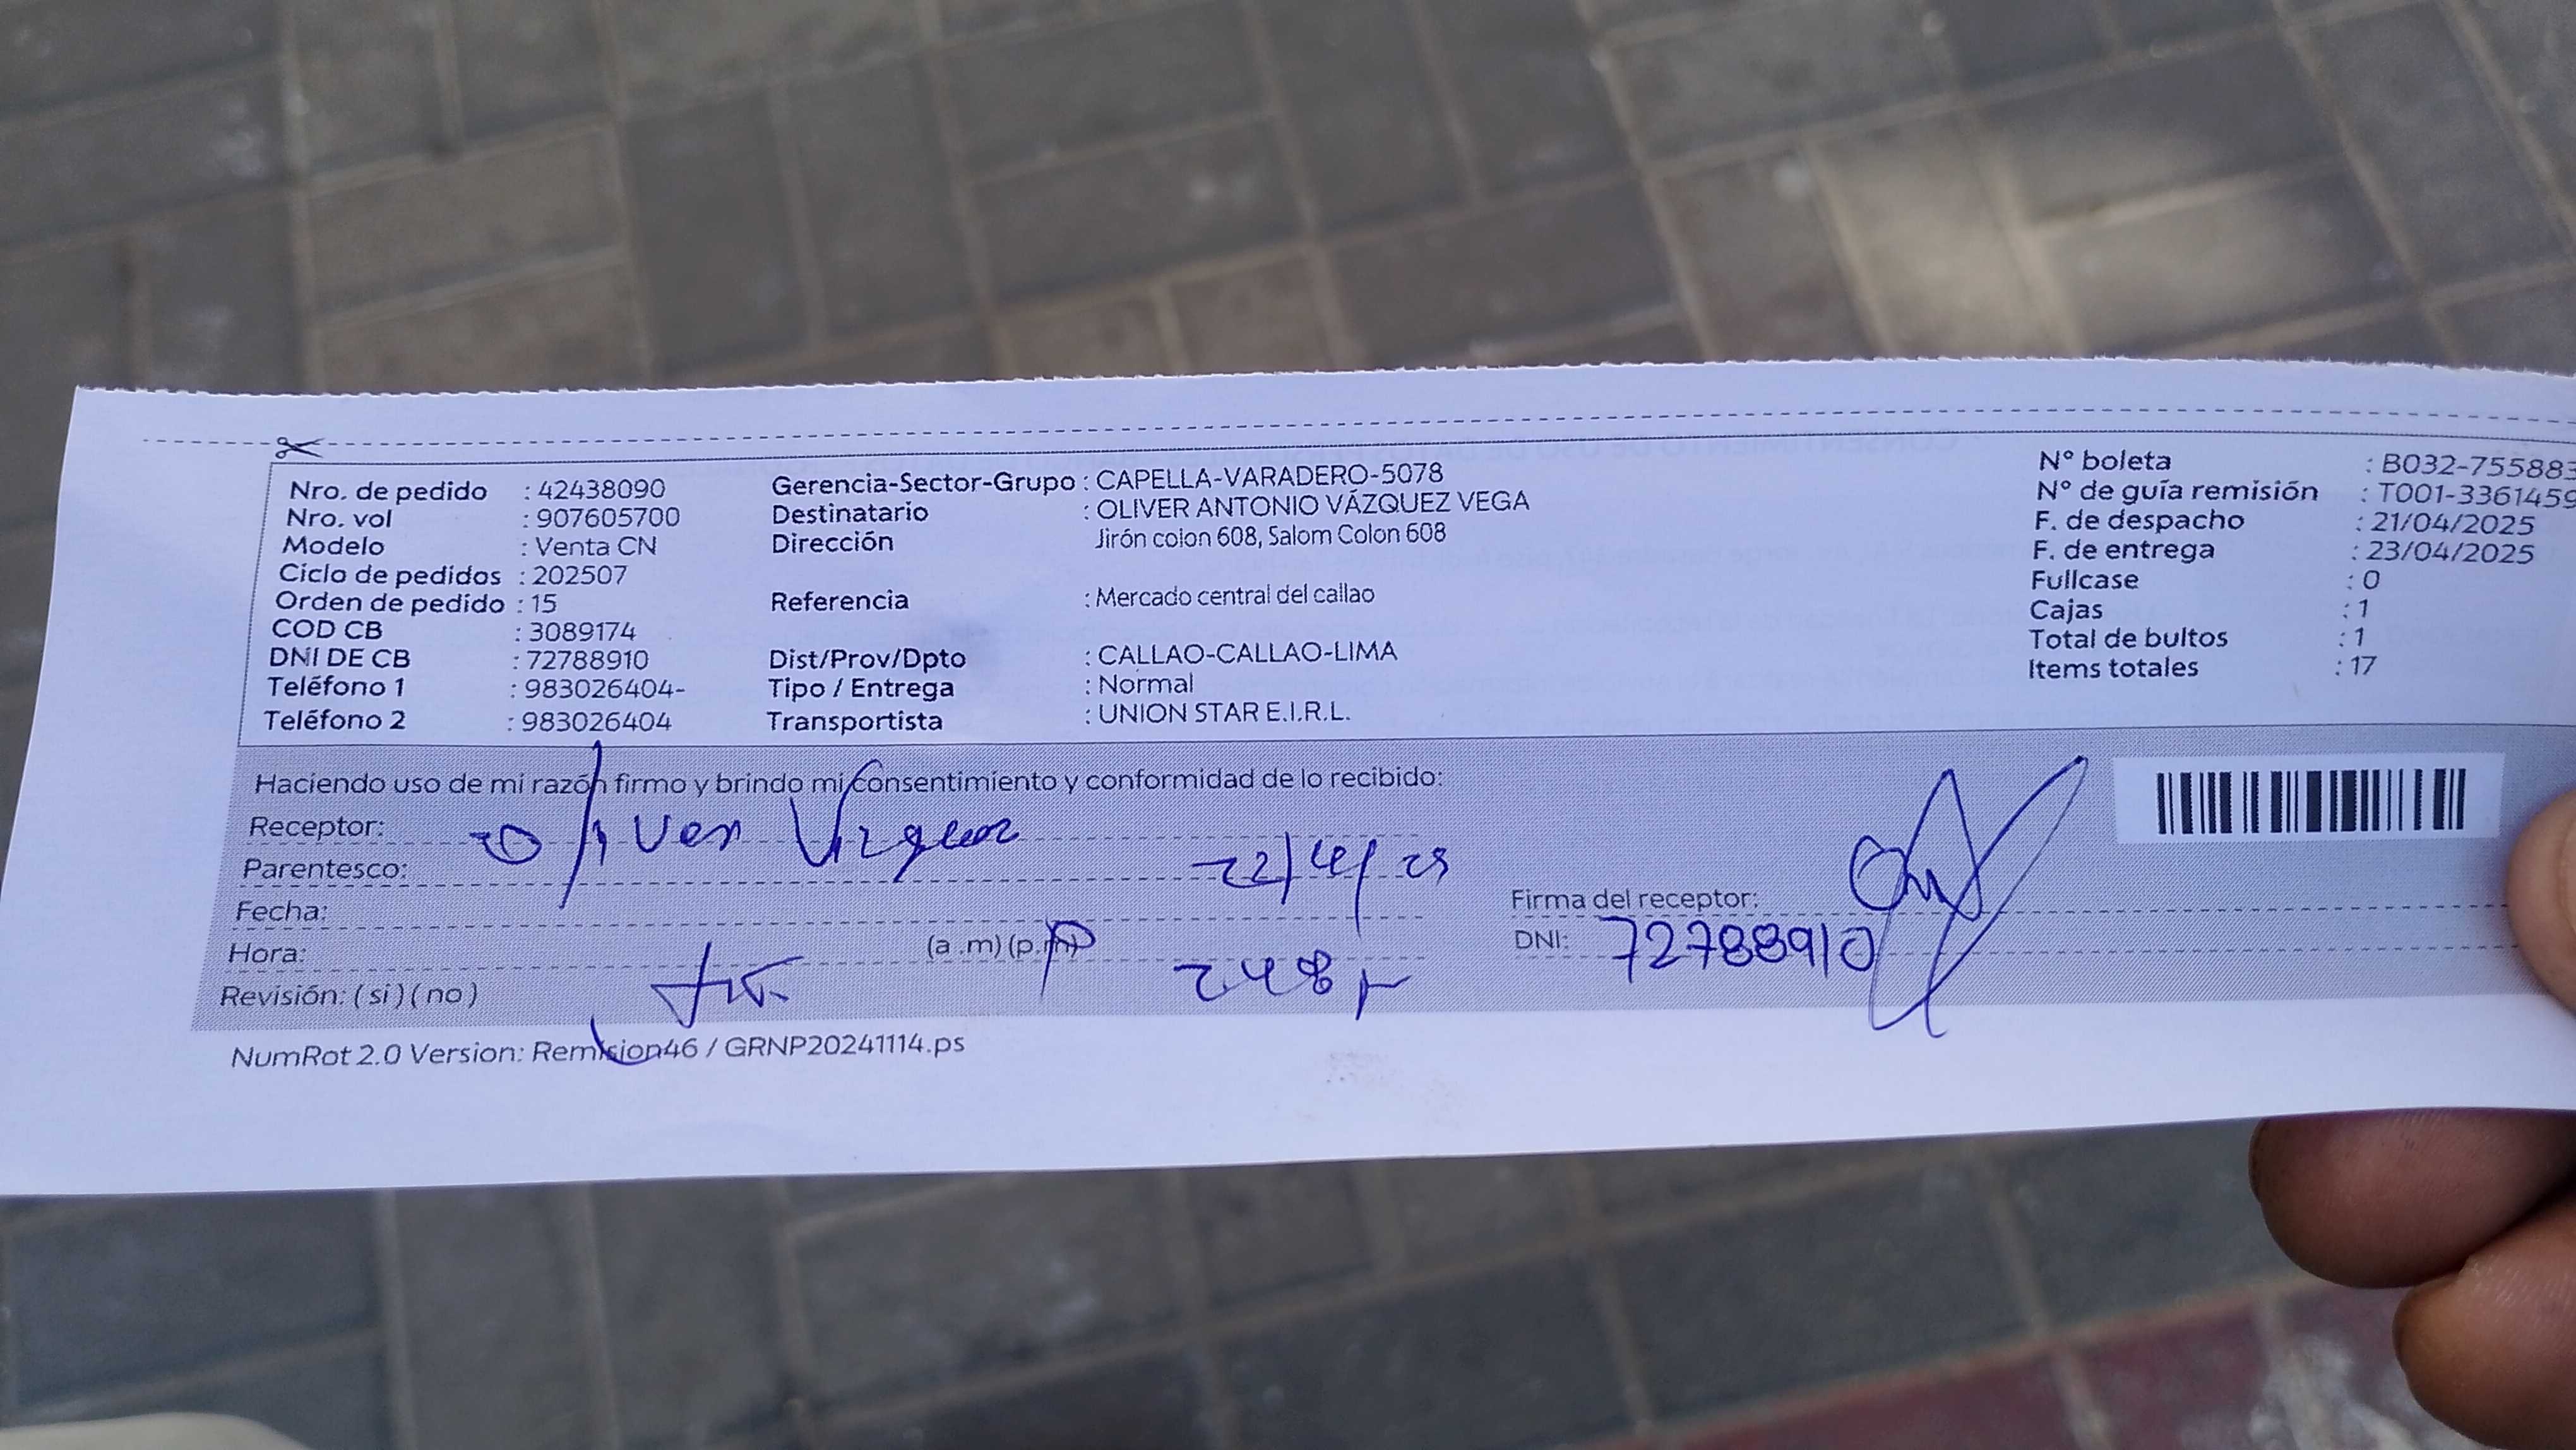 Nro. de pedido : 42438090
Nro. vol : 907605700
Modelo : Venta CN
Ciclo de pedidos : 202507
Orden de pedido : 15
COD CB : 3089174
DNI DE CB : 72788910
Teléfono 1 : 983026404-
Teléfono 2 : 983026404
Gerencia-Sector-Grupo : CAPELLA-VARADERO-5078
Destinatario : OLIVER ANTONIO VÁZQUEZ VEGA
Dirección Jirón colon 608, Salom Colon 608
Referencia : Mercado central del callao
Dist/Prov/Dpto : CALLAO-CALLAO-LIMA
Tipo / Entrega : Normal
Transportista : UNION STAR E.I.R.L.
N° boleta : B032-755883
N° de guía remisión : T001-3361459
F. de despacho : 21/04/2025
F. de entrega : 23/04/2025
Fullcase : 0
Cajas : 1
Total de bultos : 1
Items totales : 17
Haciendo uso de mi razón firmo y brindo mi consentimiento y conformidad de lo recibido:
Receptor: Oliver
Parentesco:
22/4/25
Fecha:
Hora: (a .m) (p.m)
2.48 p
Revisión: ( si ) ( no )
Firma del receptor:
DNI: 72788910
NumRot 2.0 Version: Remision46 / GRNP20241114.ps